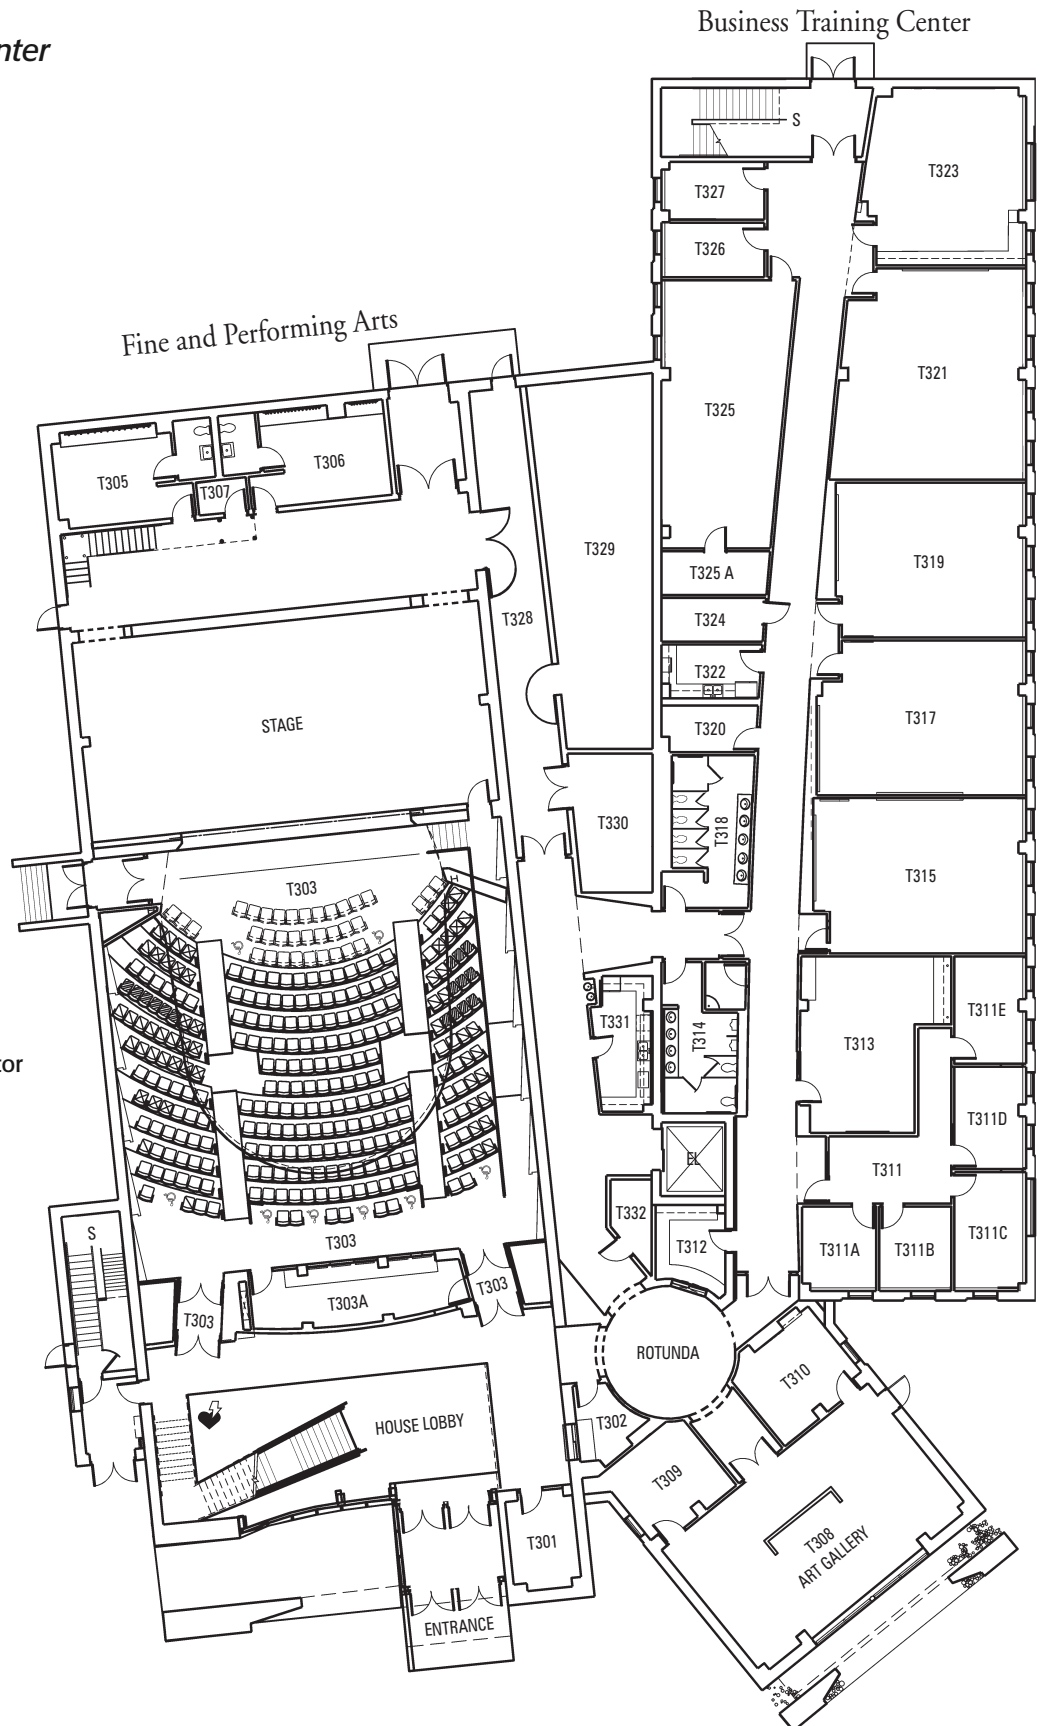 Business Training Center
nter
S
T323
T327
T326
Fine and Performing Arts
T321
T325
T306
T305
T307
T329
T319
T325 A
T328
T324
T322
T317
STAGE
T320
T330
T318
T315
T303
H
T311E
T331
T314
T313
tor
T311D
EL
T311
T332
S
T312
T311A
T311B
T311C
T303
T303
T303A
T303
ROTUNDA
T310
HOUSE LOBBY
T302
T309
T301
T308
ART GALLERY
ENTRANCE